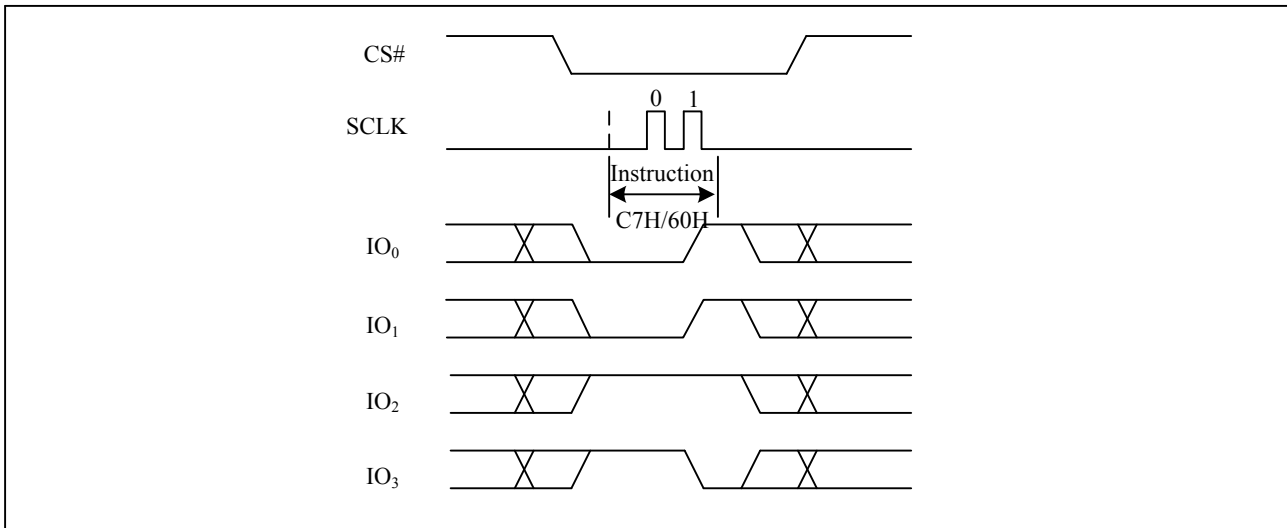 CS#
0 1
SCLK
Instruction
C7H/60H
IO₀
IO₁
IO₂
IO₃